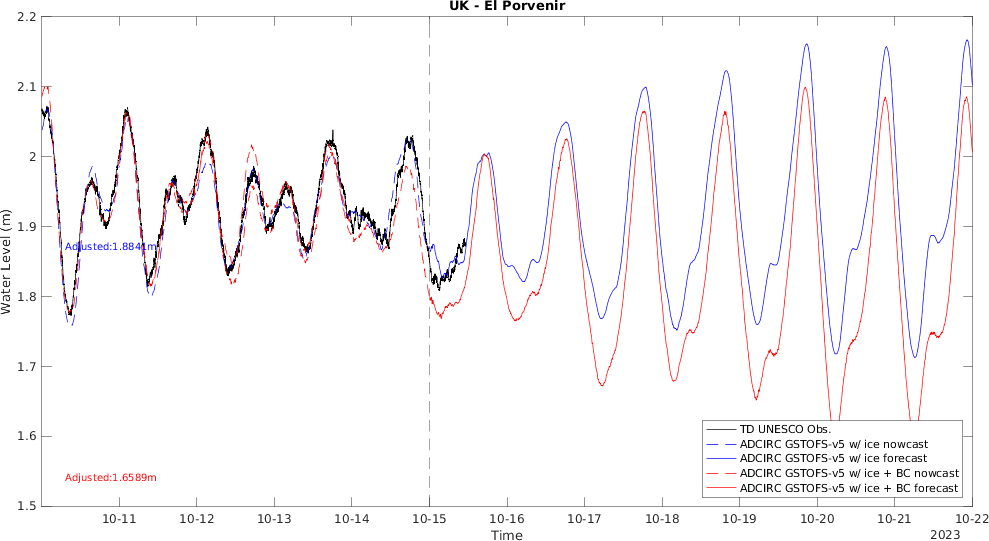 UK - El Porvenir
2.2
2.1
2
1.9
1.8
1.7
1.6
1.5
Water Level (m)
Adjusted:1.8841m
Adjusted:1.6589m
TD UNESCO Obs.
ADCIRC GSTOFS-v5 w/ ice nowcast
ADCIRC GSTOFS-v5 w/ ice forecast
ADCIRC GSTOFS-v5 w/ ice + BC nowcast
ADCIRC GSTOFS-v5 w/ ice + BC forecast
10-11 10-12 10-13 10-14 10-15 10-16 10-17 10-18 10-19 10-20 10-21 10-22
Time
2023